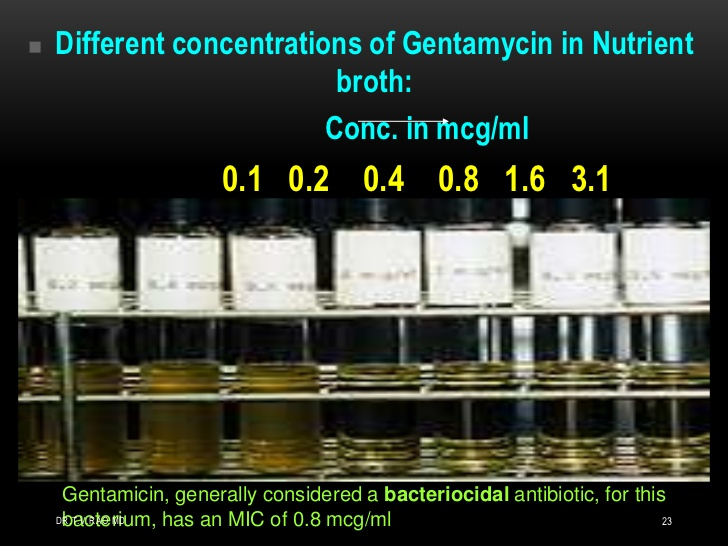 Different concentrations of Gentamycin in Nutrient
broth:
Conc. in mcg/ml
0.1 0.2 0.4 0.8 1.6 3.1
Gentamicin, generally considered a bacteriocidal antibiotic, for this
bacterium, has an MIC of 0.8 mcg/ml
23